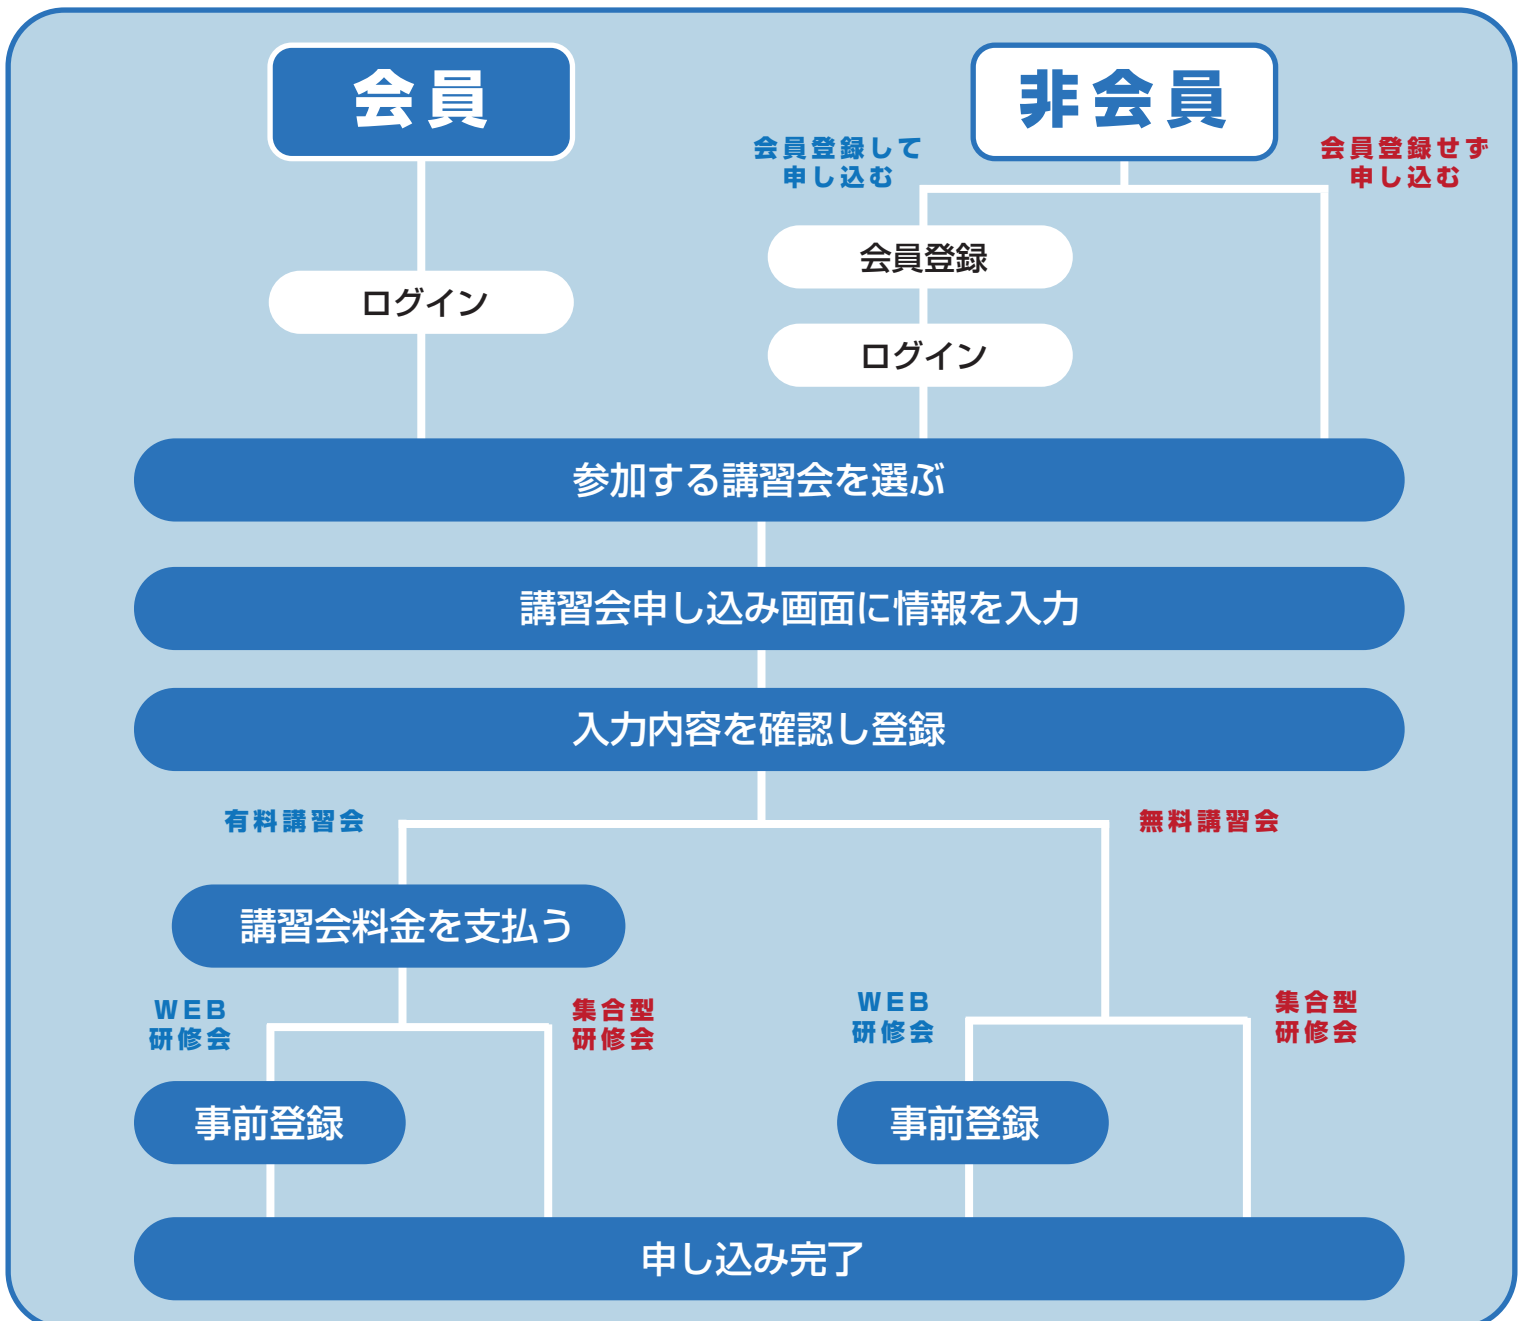 会員
非会員
会員登録して
申し込む
会員登録せず
申し込む
会員登録
ログイン
ログイン
参加する講習会を選ぶ
講習会申し込み画面に情報を入力
入力内容を確認し登録
有料講習会
無料講習会
講習会料金を支払う
WEB
研修会
集合型
研修会
WEB
研修会
集合型
研修会
事前登録
事前登録
申し込み完了